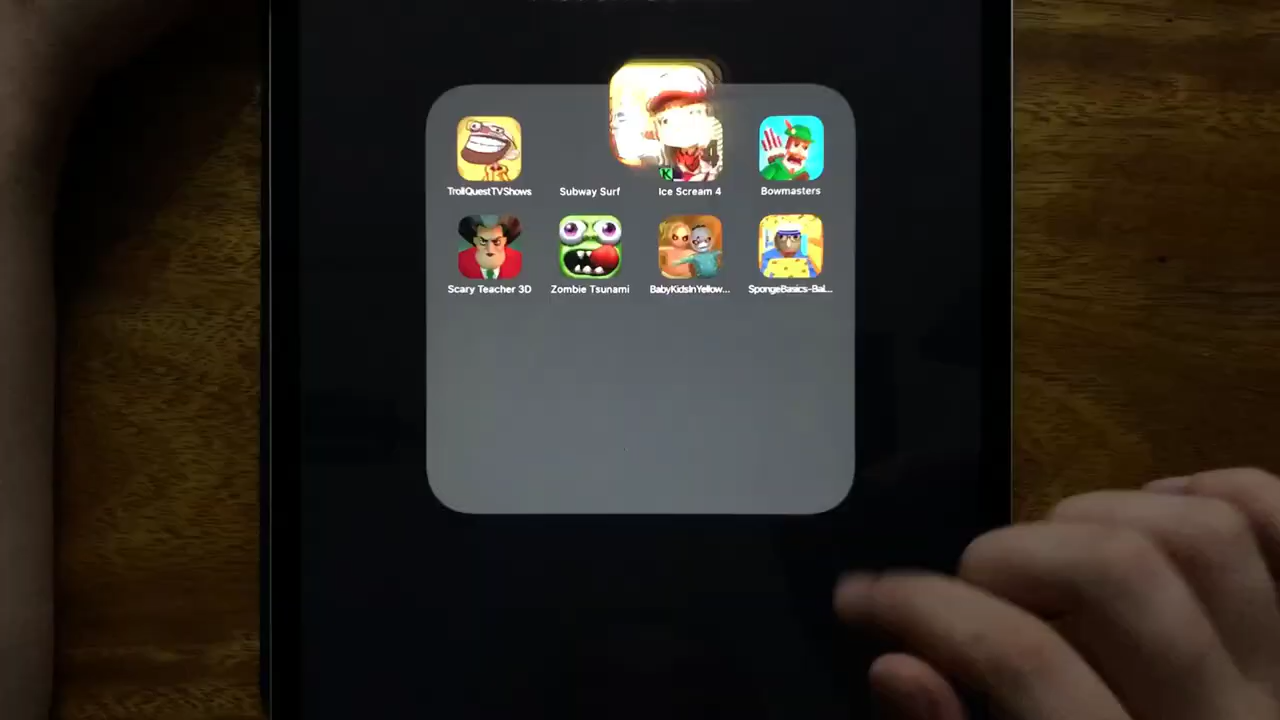 TrollQuestTVShows
Subway Surf
Ice Scream 4
Bowmasters
Scary Teacher 3D
Zombie Tsunami
BabyKidsInYellow...
SpongeBasics-Bal...
K